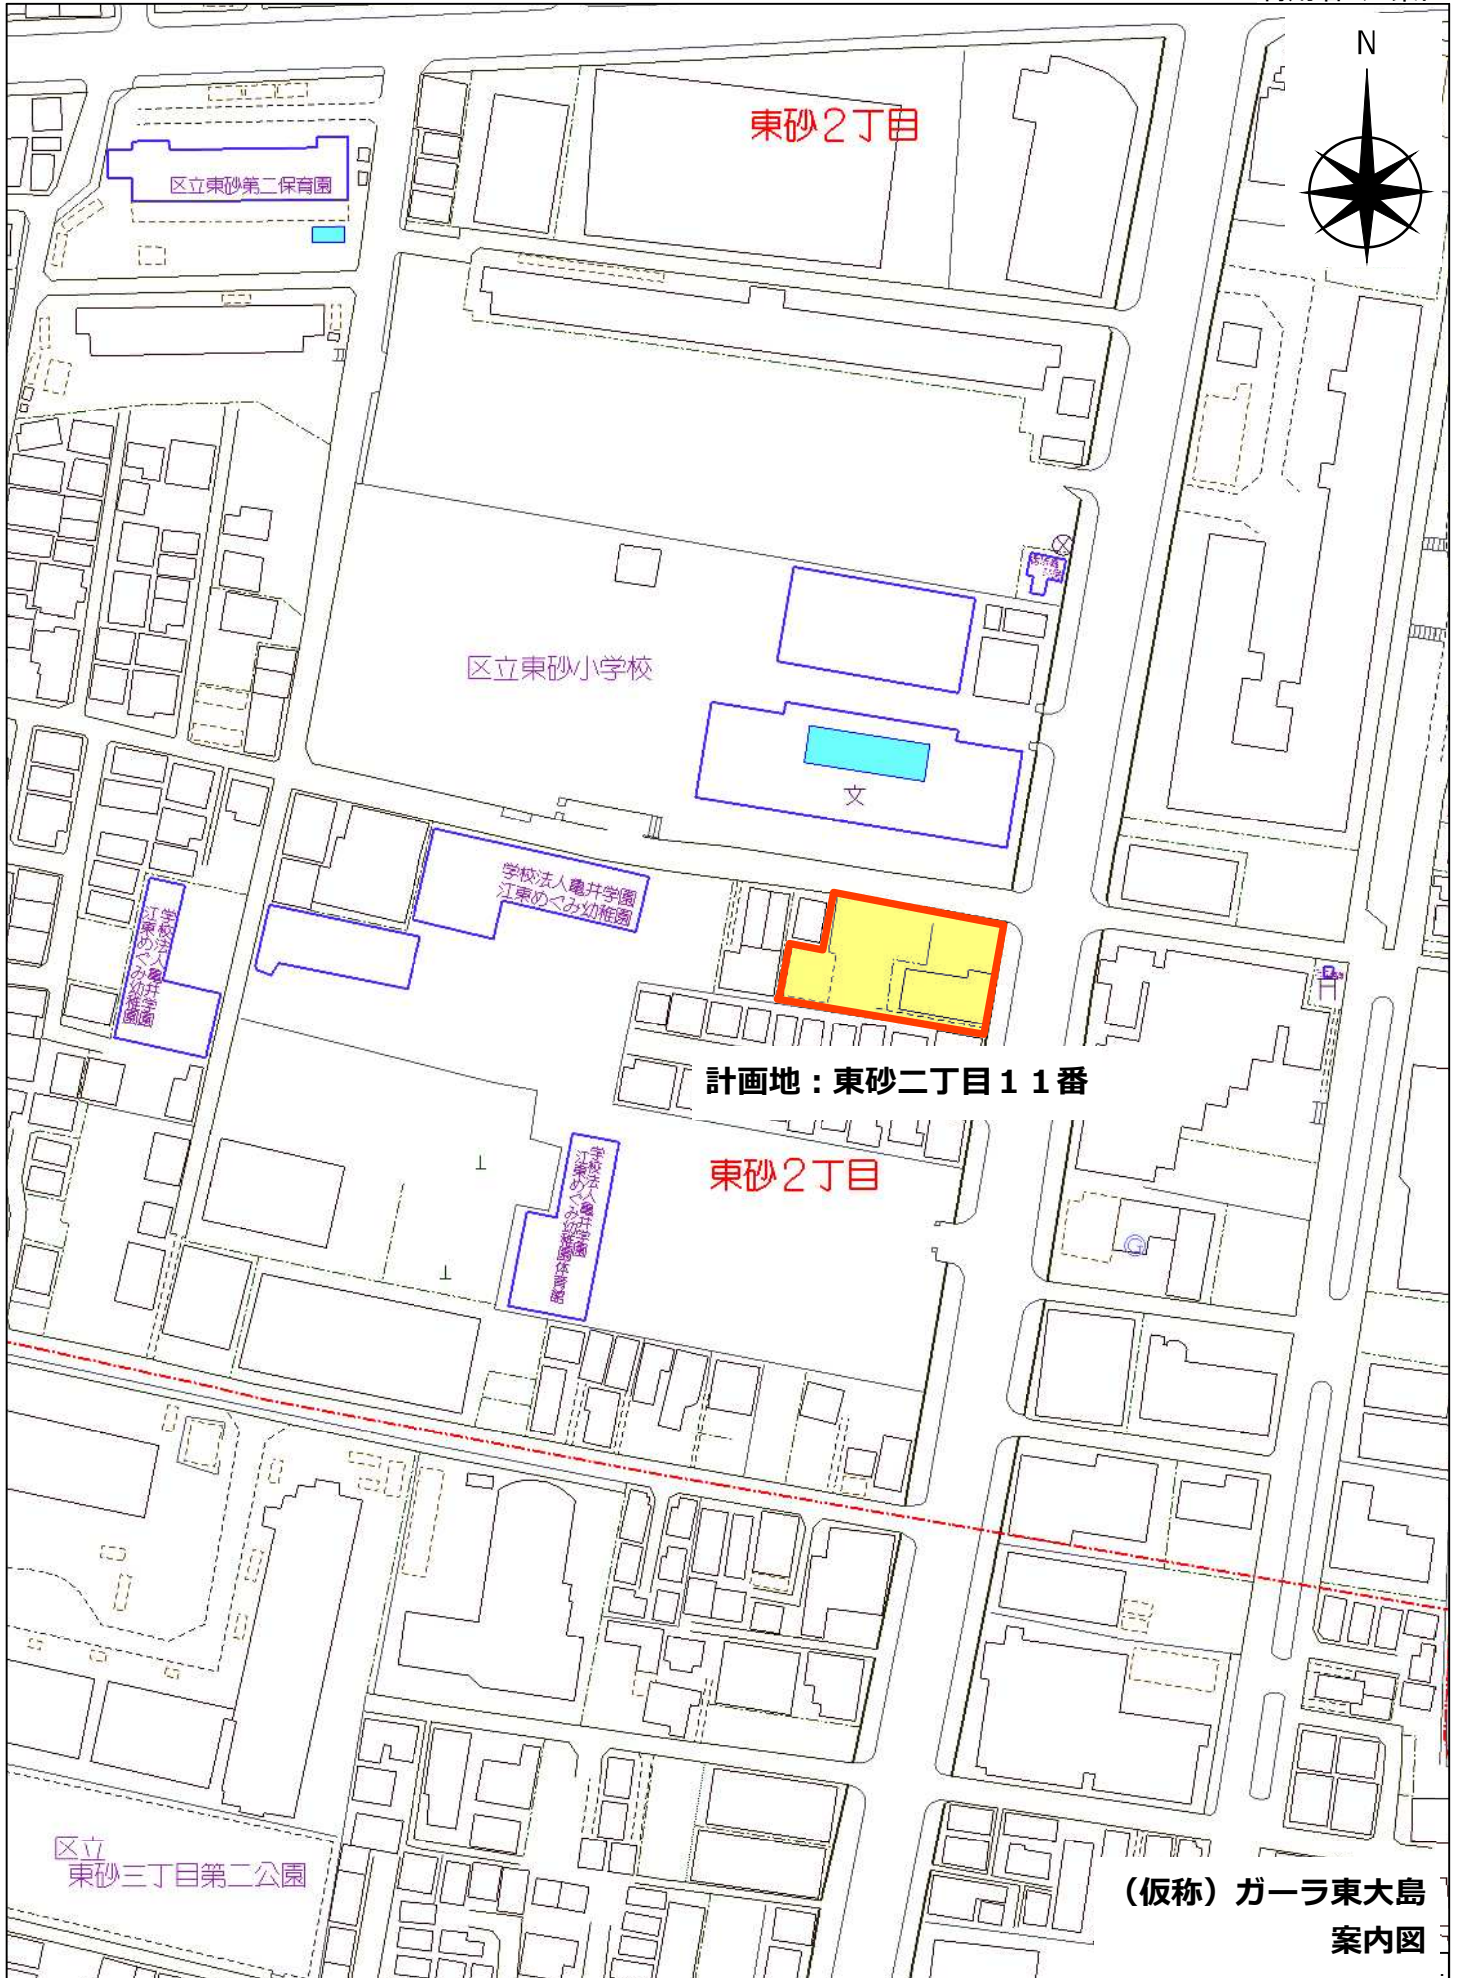 N
東砂2丁目
区立東砂第二保育園
区立東砂小学校
文
学校法人亀井学園
江東めぐみ幼稚園
学校法人亀井学園
江東めぐみ幼稚園
計画地：東砂二丁目１１番
東砂2丁目
学校法人亀井学園
江東めぐみ幼稚園体育館
G
区立
東砂三丁目第二公園
（仮称）ガーラ東大島
案内図